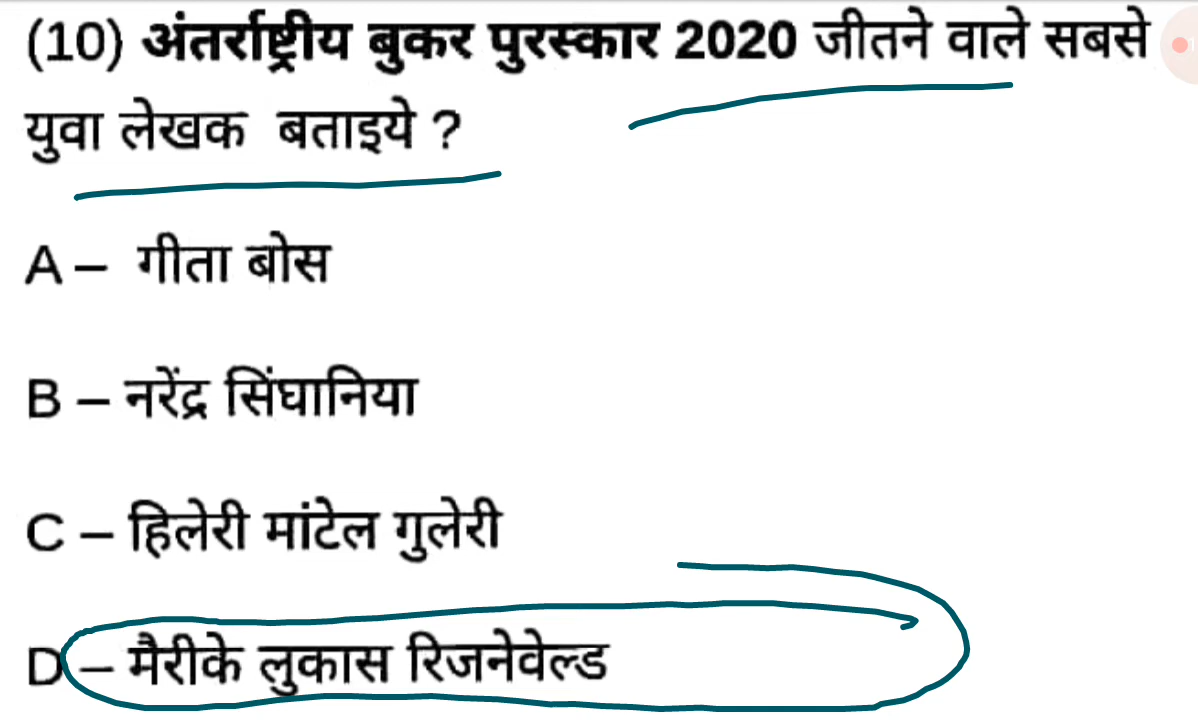 (10) अंतर्राष्ट्रीय बुकर पुरस्कार 2020 जीतने वाले सबसे
युवा लेखक बताइये ?
A – गीता बोस
B – नरेंद्र सिंघानिया
C – हिलेरी मांटेल गुलेरी
D – मैरीके लुकास रिजनेवेल्ड